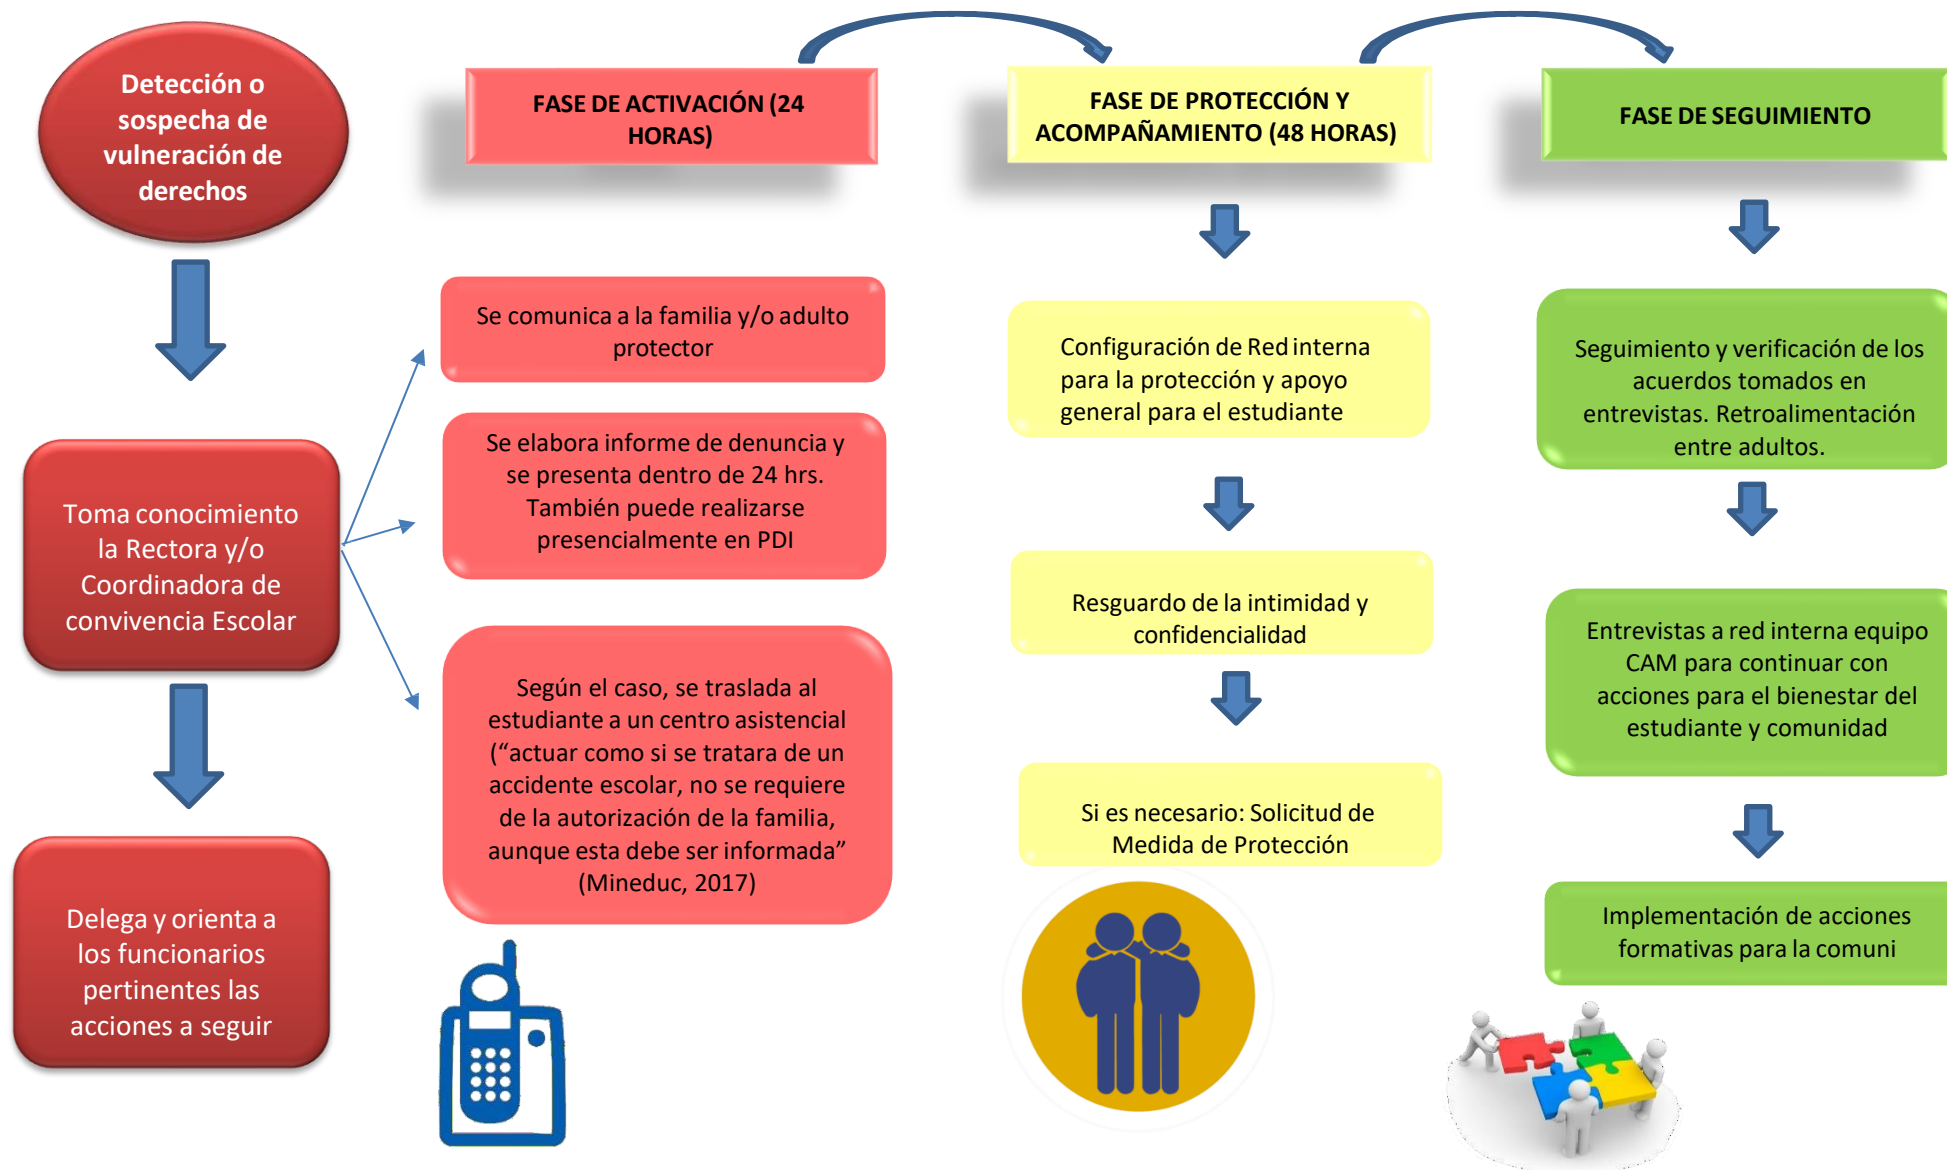 Detección o
sospecha de
vulneración de
derechos
Toma conocimiento
la Rectora y/o
Coordinadora de
convivencia Escolar
Delega y orienta a
los funcionarios
pertinentes las
acciones a seguir
FASE DE ACTIVACIÓN (24
HORAS)
Se comunica a la familia y/o adulto
protector
Se elabora informe de denuncia y
se presenta dentro de 24 hrs.
También puede realizarse
presencialmente en PDI
Según el caso, se traslada al
estudiante a un centro asistencial
(“actuar como si se tratara de un
accidente escolar, no se requiere
de la autorización de la familia,
aunque esta debe ser informada”
(Mineduc, 2017)
FASE DE PROTECCIÓN Y
ACOMPAÑAMIENTO (48 HORAS)
Configuración de Red interna
para la protección y apoyo
general para el estudiante
Resguardo de la intimidad y
confidencialidad
Si es necesario: Solicitud de
Medida de Protección
FASE DE SEGUIMIENTO
Seguimiento y verificación de los
acuerdos tomados en
entrevistas. Retroalimentación
entre adultos.
Entrevistas a red interna equipo
CAM para continuar con
acciones para el bienestar del
estudiante y comunidad
Implementación de acciones
formativas para la comuni